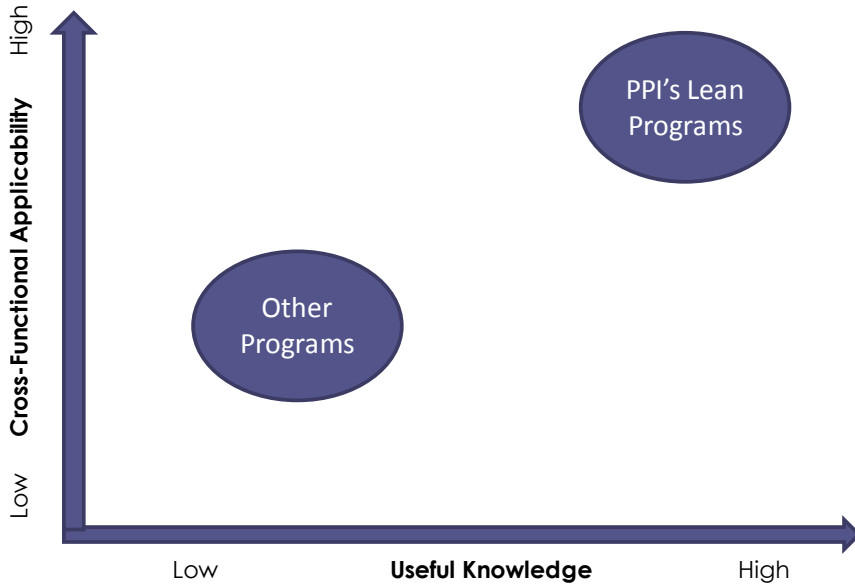 High
Cross-Functional Applicability
Low
PPI’s Lean
Programs
Other
Programs
Low
Useful Knowledge
High